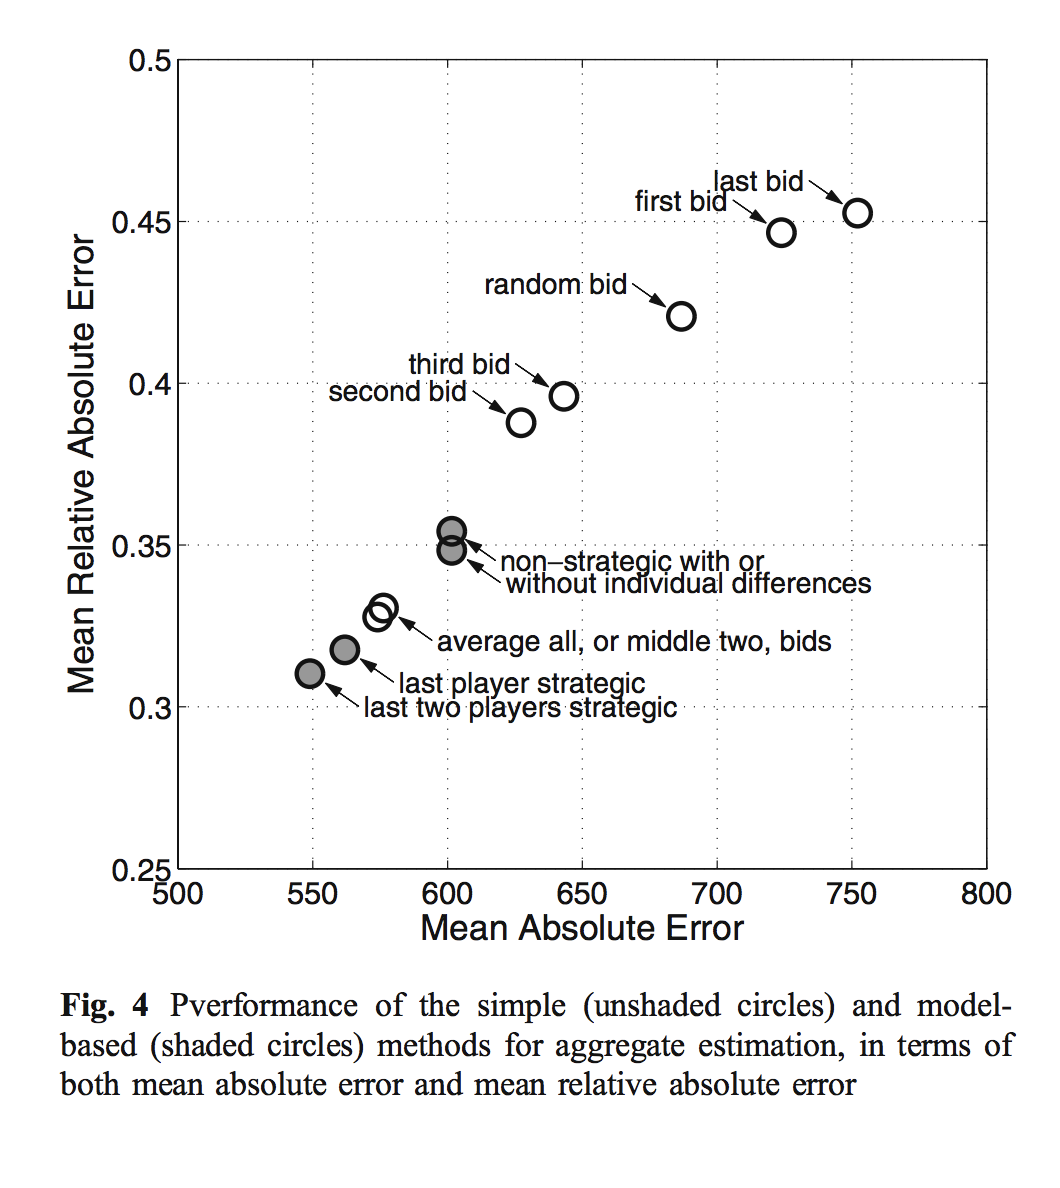 0.5
0.45
0.4
0.35
0.3
0.25
Mean Relative Absolute Error
last bid
first bid
random bid
third bid
second bid
non–strategic with or
without individual differences
average all, or middle two, bids
last player strategic
last two players strategic
500 550 600 650 700 750 800
Mean Absolute Error
Fig. 4 Pverformance of the simple (unshaded circles) and model-
based (shaded circles) methods for aggregate estimation, in terms of
both mean absolute error and mean relative absolute error